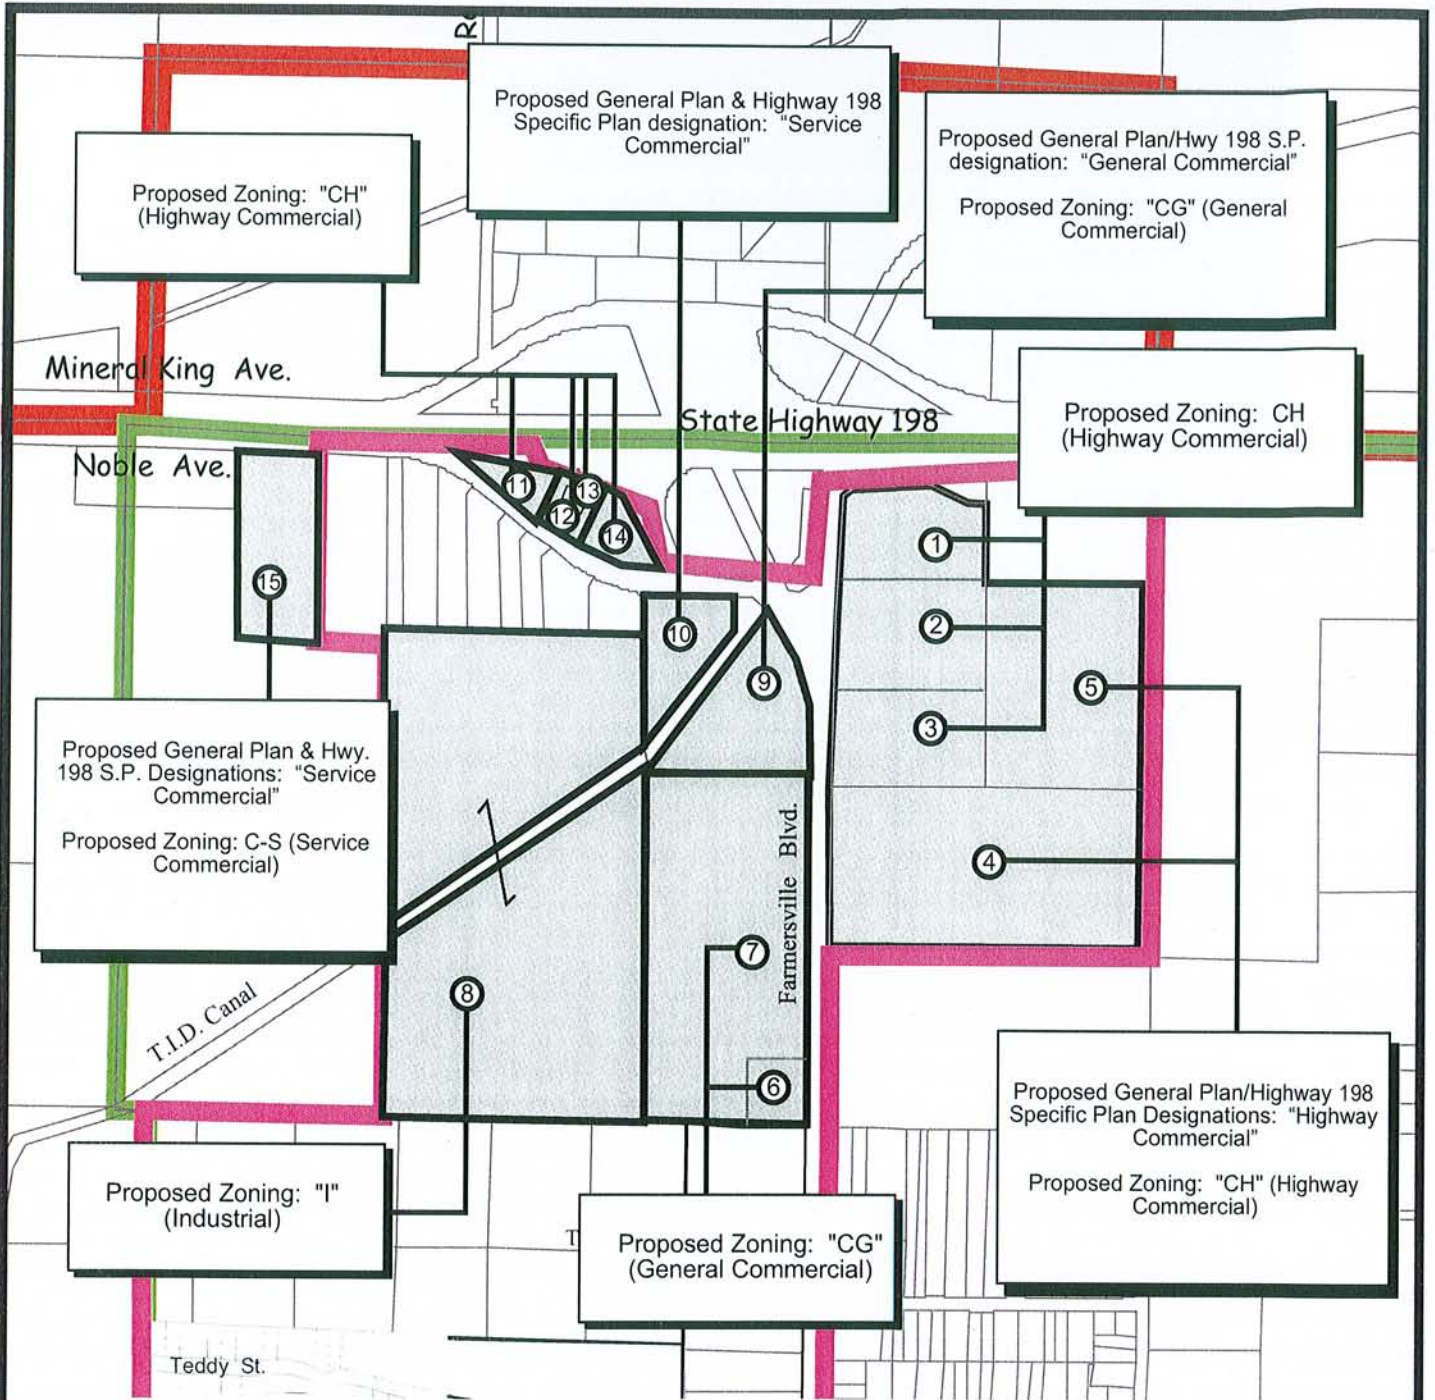 Proposed General Plan & Highway 198
Specific Plan designation: “Service
Commercial”
Proposed General Plan/Hwy 198 S.P.
designation: “General Commercial”
Proposed Zoning: "CG" (General
Commercial)
Proposed Zoning: "CH"
(Highway Commercial)
Mineral King Ave.
State Highway 198
Proposed Zoning: CH
(Highway Commercial)
Noble Ave.
11
13
12
14
1
15
2
10
9
5
3
Proposed General Plan & Hwy.
198 S.P. Designations: “Service
Commercial”
Proposed Zoning: C-S (Service
Commercial)
Farmersville Blvd.
4
7
8
T.I.D. Canal
6
Proposed General Plan/Highway 198
Specific Plan Designations: “Highway
Commercial”
Proposed Zoning: "CH" (Highway
Commercial)
Proposed Zoning: "I"
(Industrial)
Proposed Zoning: "CG"
(General Commercial)
Teddy St.